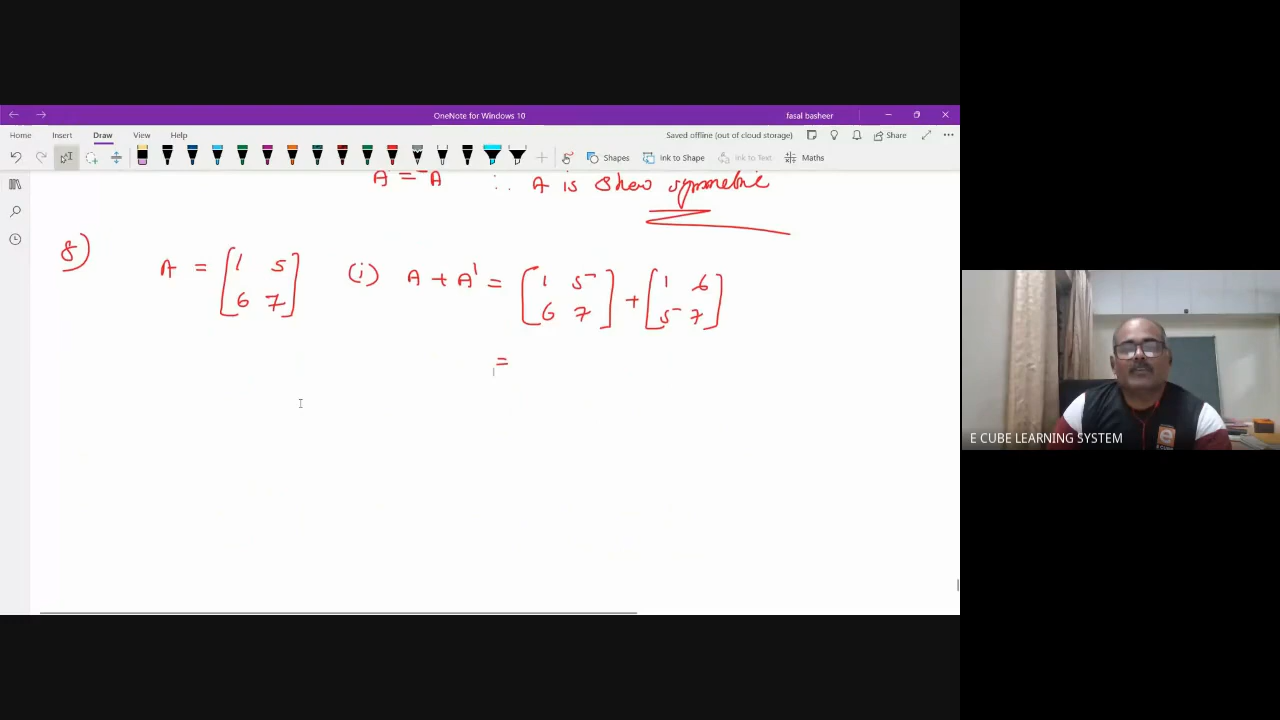 OneNote for Windows 10
fasal basheer
Home Insert Draw View Help
Saved offline (out of cloud storage)
Share
Shapes Ink to Shape Ink to Text Maths
A = -A ∴ A is Skew symmetric
8)
A = [1 5
6 7]
(i) A + A' = [1 5
6 7] + [1 6
5 7]
=
E CUBE LEARNING SYSTEM